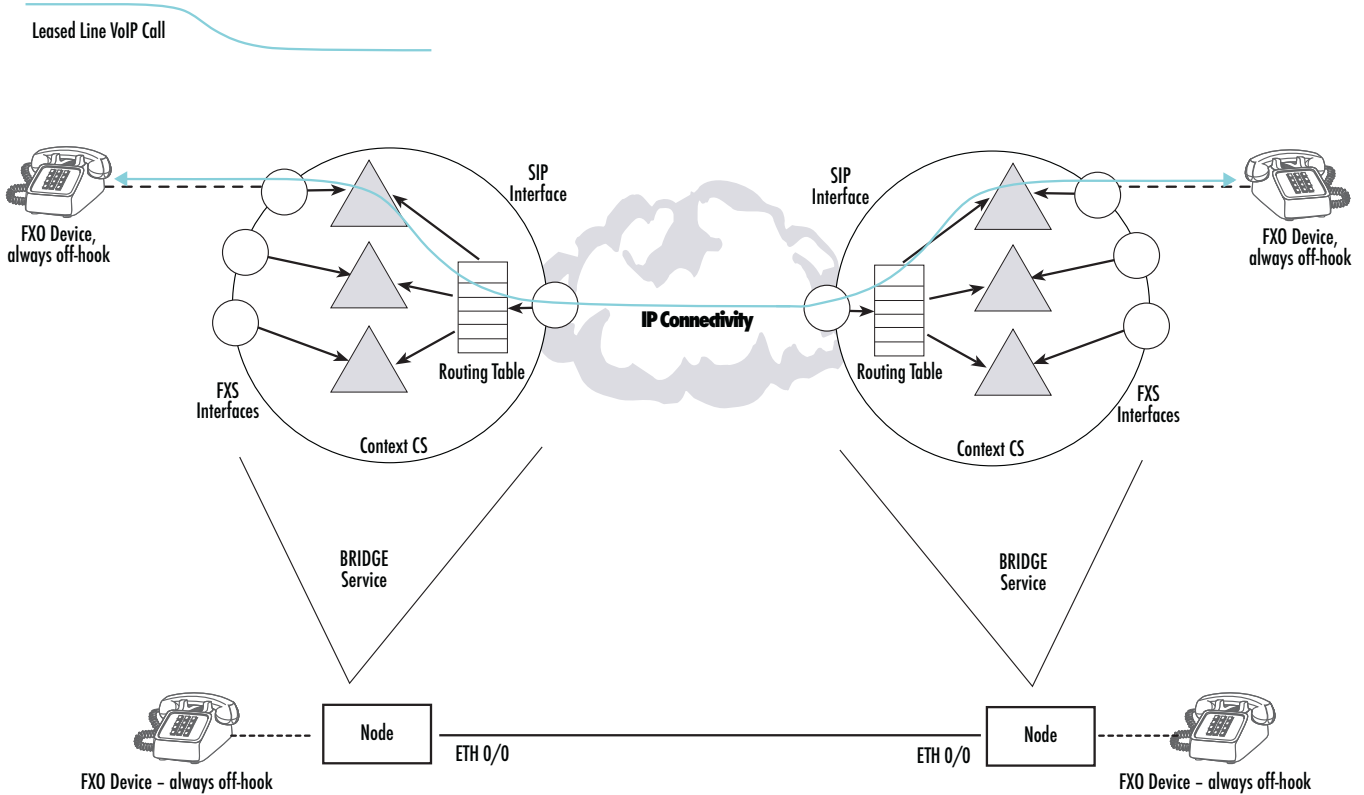 Leased Line VoIP Call
SIP
Interface
SIP
Interface
FXO Device,
always off-hook
FXO Device,
always off-hook
IP Connectivity
Routing Table
Routing Table
FXS
Interfaces
FXS
Interfaces
Context CS
Context CS
BRIDGE
Service
BRIDGE
Service
Node
Node
ETH 0/0
ETH 0/0
FXO Device – always off-hook
FXO Device – always off-hook